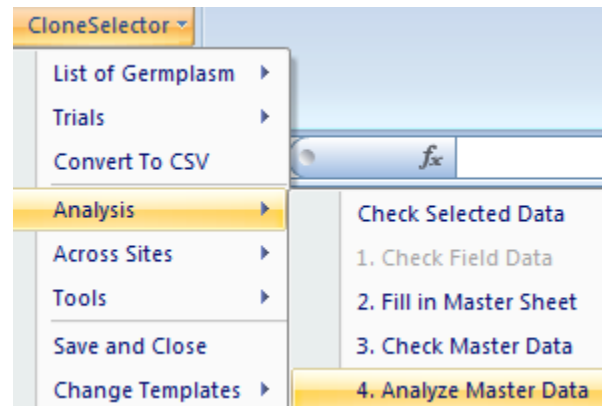 CloneSelector
List of Germplasm
Trials
Convert To CSV
fx
Analysis
Check Selected Data
Across Sites
1. Check Field Data
Tools
2. Fill in Master Sheet
Save and Close
3. Check Master Data
Change Templates
4. Analyze Master Data